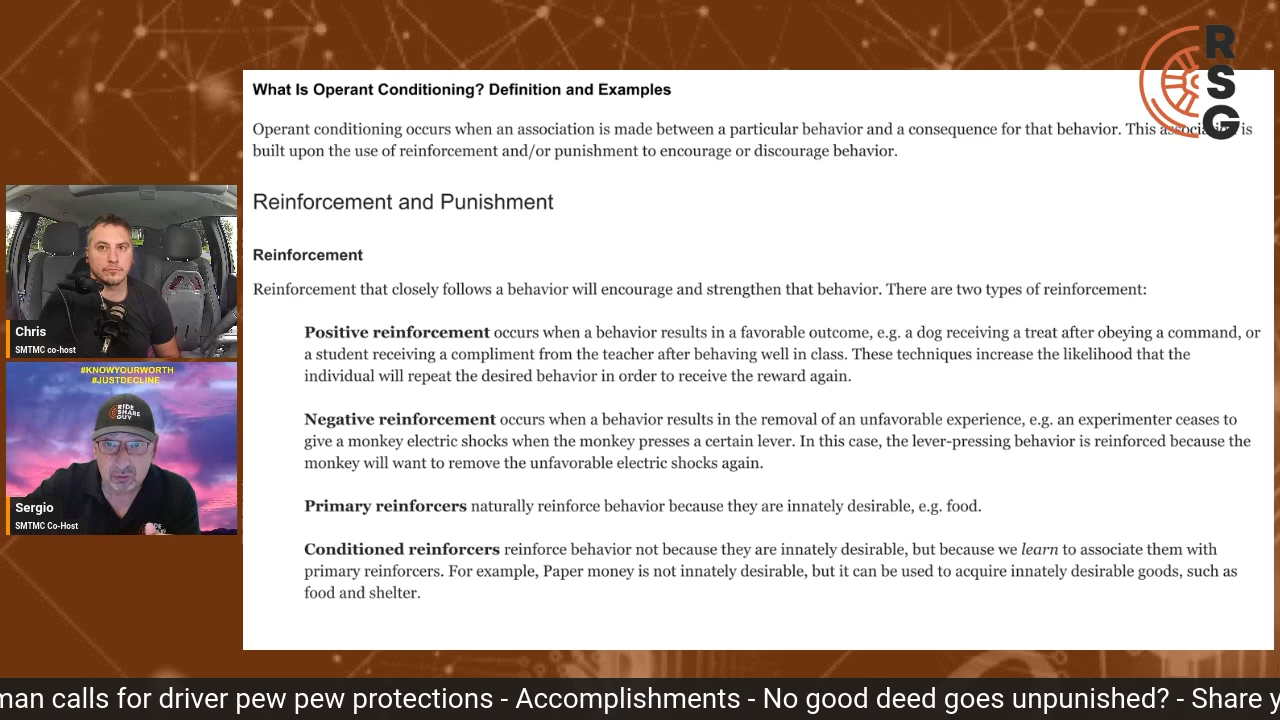 RSG
What Is Operant Conditioning? Definition and Examples
Operant conditioning occurs when an association is made between a particular behavior and a consequence for that behavior. This association is
built upon the use of reinforcement and/or punishment to encourage or discourage behavior.
Reinforcement and Punishment
Reinforcement
Reinforcement that closely follows a behavior will encourage and strengthen that behavior. There are two types of reinforcement:
Positive reinforcement occurs when a behavior results in a favorable outcome, e.g. a dog receiving a treat after obeying a command, or
a student receiving a compliment from the teacher after behaving well in class. These techniques increase the likelihood that the
individual will repeat the desired behavior in order to receive the reward again.
Negative reinforcement occurs when a behavior results in the removal of an unfavorable experience, e.g. an experimenter ceases to
give a monkey electric shocks when the monkey presses a certain lever. In this case, the lever-pressing behavior is reinforced because the
monkey will want to remove the unfavorable electric shocks again.
Primary reinforcers naturally reinforce behavior because they are innately desirable, e.g. food.
Conditioned reinforcers reinforce behavior not because they are innately desirable, but because we learn to associate them with
primary reinforcers. For example, Paper money is not innately desirable, but it can be used to acquire innately desirable goods, such as
food and shelter.
Chris
SMTMC co-host
#KNOWYOURWORTH
#JUSTDECLINE
RIDE
SHARE
GUY
Sergio
SMTMC Co-Host
man calls for driver pew pew protections - Accomplishments - No good deed goes unpunished? - Share y